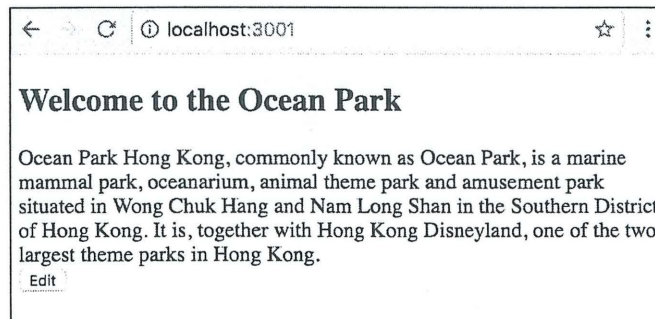 localhost:3001
Welcome to the Ocean Park
Ocean Park Hong Kong, commonly known as Ocean Park, is a marine
mammal park, oceanarium, animal theme park and amusement park
situated in Wong Chuk Hang and Nam Long Shan in the Southern District
of Hong Kong. It is, together with Hong Kong Disneyland, one of the two
largest theme parks in Hong Kong.
Edit